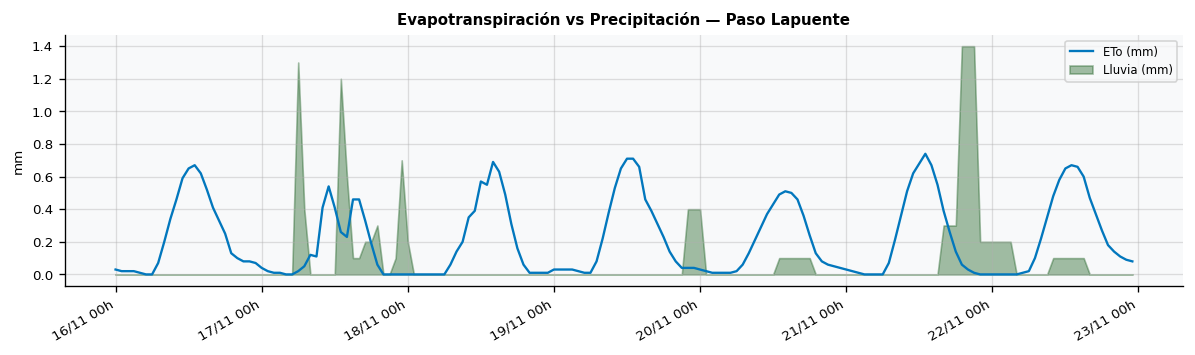 Evapotranspiración vs Precipitación — Paso Lapuente
ETo (mm)
Lluvia (mm)
mm
1.4
1.2
1.0
0.8
0.6
0.4
0.2
0.0
16/11 00h
17/11 00h
18/11 00h
19/11 00h
20/11 00h
21/11 00h
22/11 00h
23/11 00h